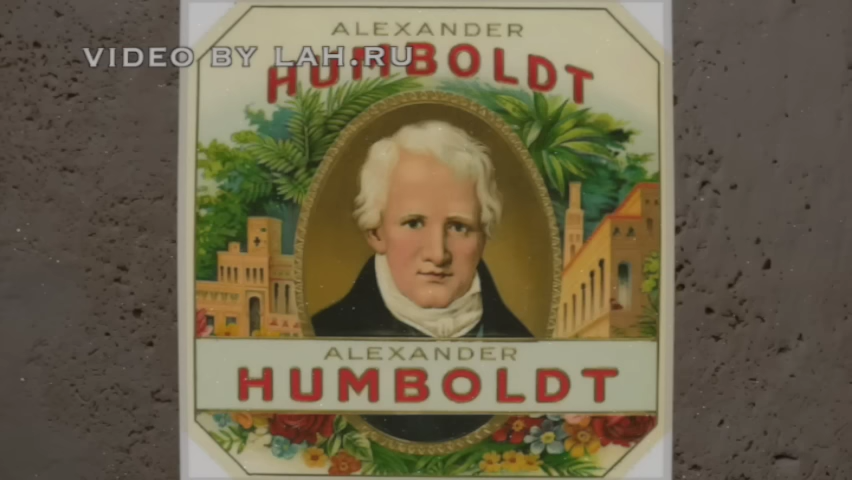 ALEXANDER
HUMBOLDT
VIDEO BY LAH.RU
ALEXANDER
HUMBOLDT